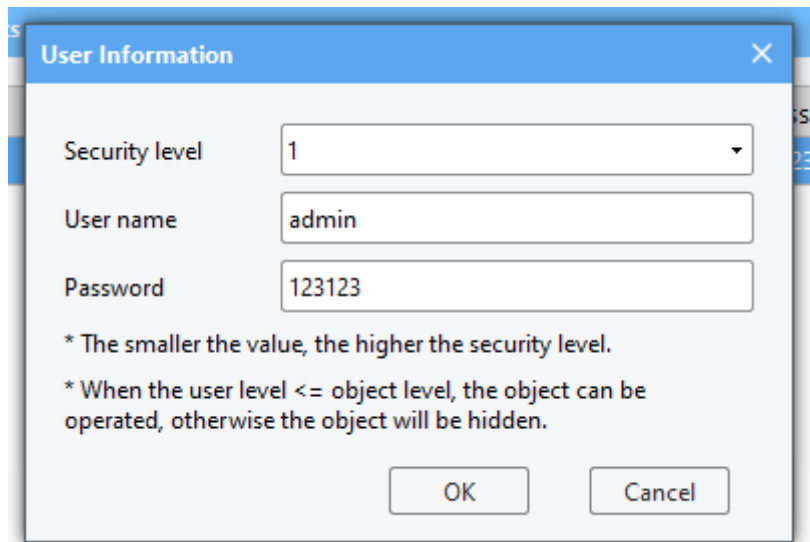 User Information
Security level
1
User name
admin
Password
123123
* The smaller the value, the higher the security level.
* When the user level <= object level, the object can be
operated, otherwise the object will be hidden.
OK
Cancel